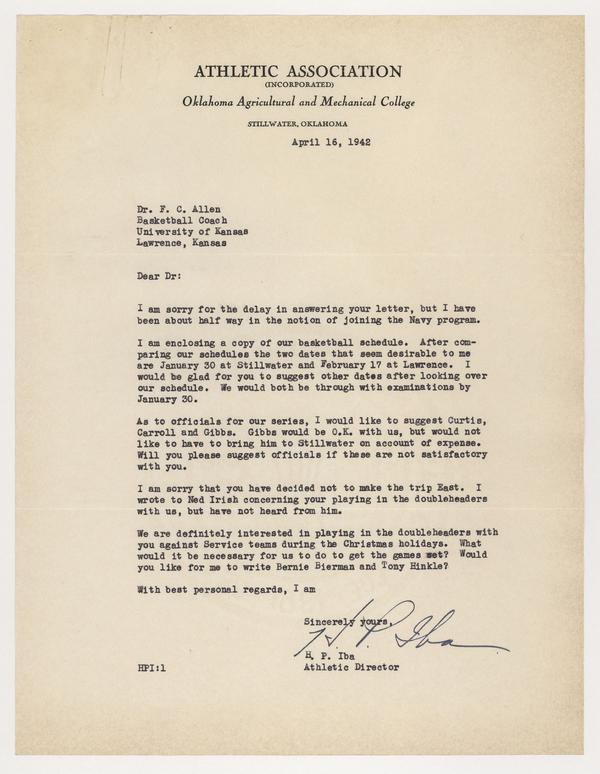 ATHLETIC ASSOCIATION
(INCORPORATED)
Oklahoma Agricultural and Mechanical College
STILLWATER, OKLAHOMA
April 16, 1942
Dr. F. C. Allen
Basketball Coach
University of Kansas
Lawrence, Kansas
Dear Dr:
I am sorry for the delay in answering your letter, but I have
been about half way in the notion of joining the Navy program.
I am enclosing a copy of our basketball schedule. After com-
paring our schedules the two dates that seem desirable to me
are January 30 at Stillwater and February 17 at Lawrence. I
would be glad for you to suggest other dates after looking over
our schedule. We would both be through with examinations by
January 30.
As to officials for our series, I would like to suggest Curtis,
Carroll and Gibbs. Gibbs would be O.K. with us, but would not
like to have to bring him to Stillwater on account of expense.
Will you please suggest officials if these are not satisfactory
with you.
I am sorry that you have decided not to make the trip East. I
wrote to Ned Irish concerning your playing in the doubleheaders
with us, but have not heard from him.
We are definitely interested in playing in the doubleheaders with
you against Service teams during the Christmas holidays. What
would it be necessary for us to do to get the games set? Would
you like for me to write Bernie Bierman and Tony Hinkle?
With best personal regards, I am
Sincerely yours,
H. P. Iba
H. P. Iba
HPI:l Athletic Director